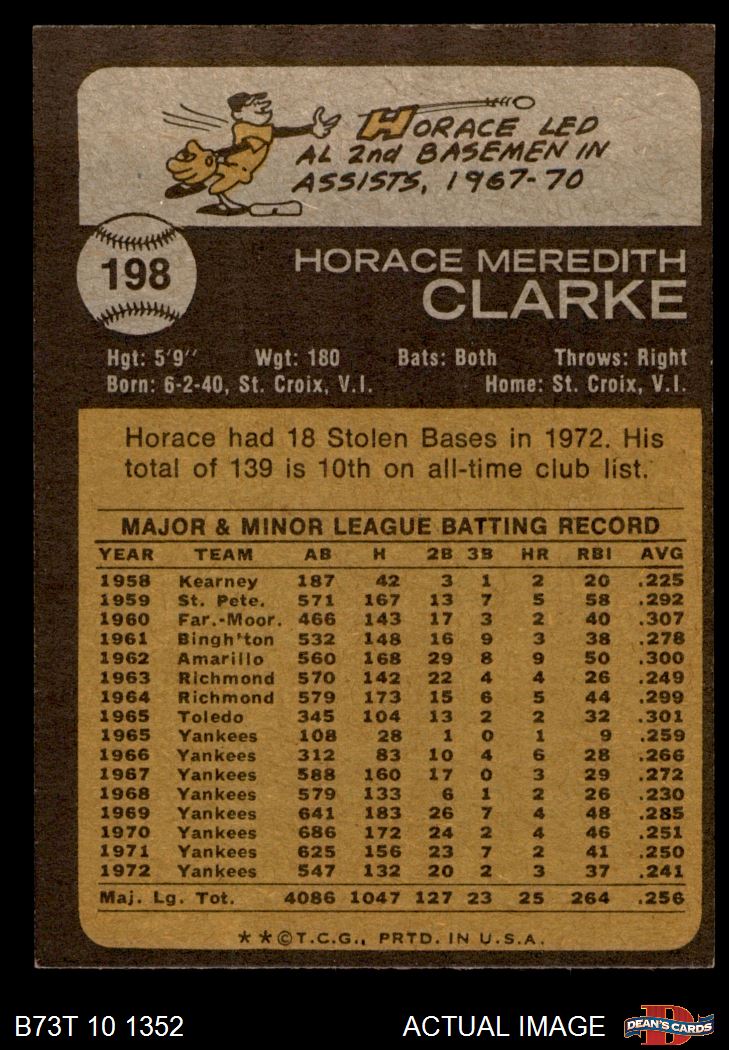 HORACE LED
AL 2nd BASEMEN IN
ASSISTS, 1967-70
198
HORACE MEREDITH
CLARKE
Hgt: 5'9" Wgt: 180 Bats: Both Throws: Right
Born: 6-2-40, St. Croix, V.I. Home: St. Croix, V.I.
Horace had 18 Stolen Bases in 1972. His
total of 139 is 10th on all-time club list.
MAJOR & MINOR LEAGUE BATTING RECORD
YEAR TEAM AB H 2B 3B HR RBI AVG
1958 Kearney 187 42 3 1 2 20 .225
1959 St. Pete. 571 167 13 7 5 58 .292
1960 Far.-Moor. 466 143 17 3 2 40 .307
1961 Bingh'ton 532 148 16 9 3 38 .278
1962 Amarillo 560 168 29 8 9 50 .300
1963 Richmond 570 142 22 4 4 26 .249
1964 Richmond 579 173 15 6 5 44 .299
1965 Toledo 345 104 13 2 2 32 .301
1965 Yankees 108 28 1 0 1 9 .259
1966 Yankees 312 83 10 4 6 28 .266
1967 Yankees 588 160 17 0 3 29 .272
1968 Yankees 579 133 6 1 2 26 .230
1969 Yankees 641 183 26 7 4 48 .285
1970 Yankees 686 172 24 2 4 46 .251
1971 Yankees 625 156 23 7 2 41 .250
1972 Yankees 547 132 20 2 3 37 .241
Maj. Lg. Tot. 4086 1047 127 23 25 264 .256
**©T.C.G., PRTD. IN U.S.A.
B73T 10 1352 ACTUAL IMAGE DEAN'S CARDS